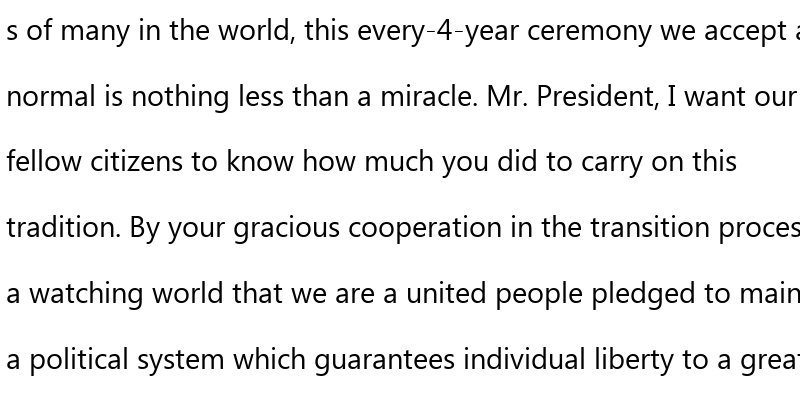 s of many in the world, this every-4-year ceremony we accept a
normal is nothing less than a miracle. Mr. President, I want our
fellow citizens to know how much you did to carry on this
tradition. By your gracious cooperation in the transition proces
a watching world that we are a united people pledged to main
a political system which guarantees individual liberty to a grea